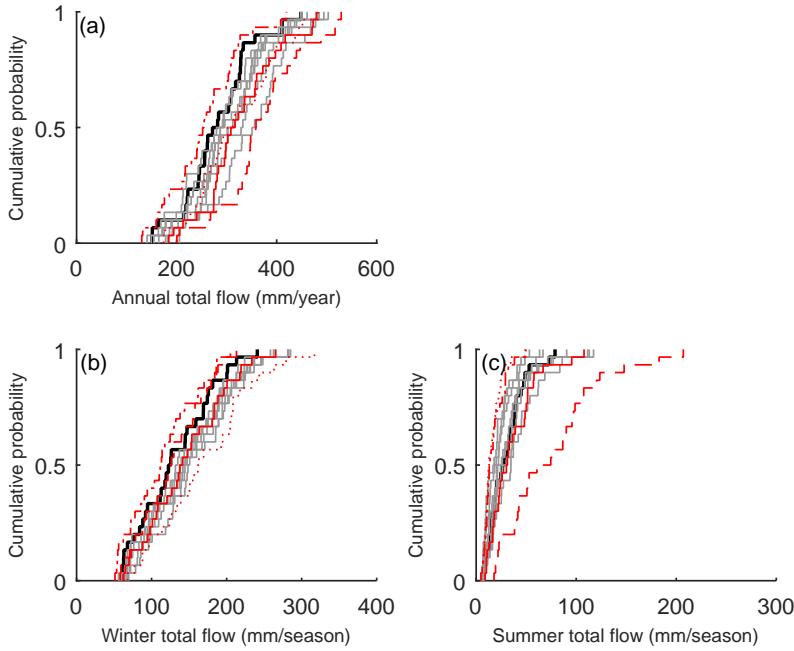 (a)
Cumulative probability
1
0.5
0
0 200 400 600
Annual total flow (mm/year)
(b)
Cumulative probability
1
0.5
0
0 100 200 300 400
Winter total flow (mm/season)
(c)
Cumulative probability
1
0.5
0
0 100 200 300
Summer total flow (mm/season)